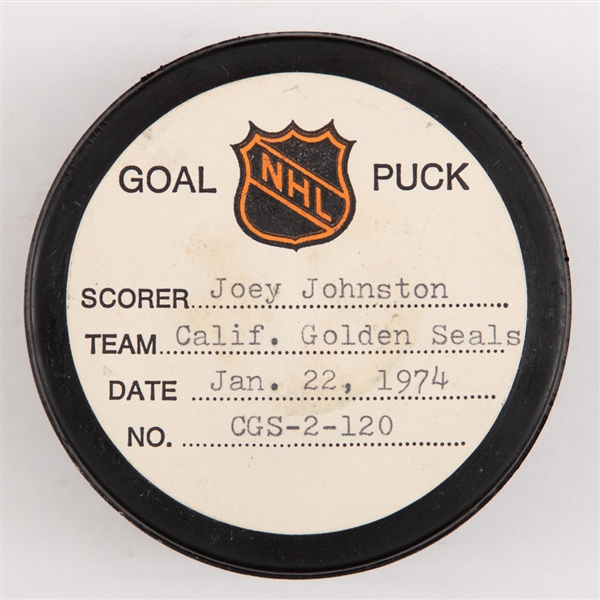 GOAL NHL PUCK
SCORER Joey Johnston
TEAM Calif. Golden Seals
DATE Jan. 22, 1974
NO. CGS-2-120